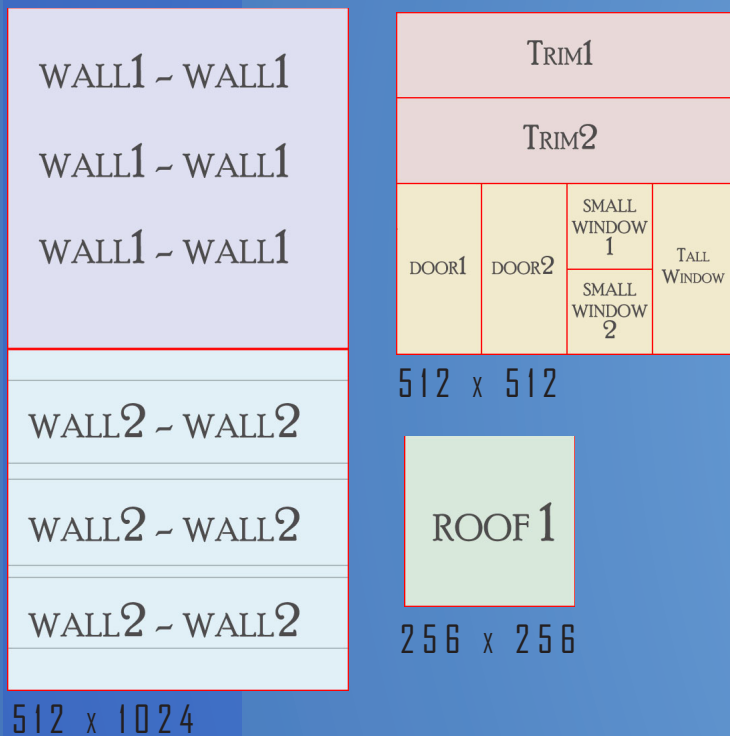 WALL1 ~ WALL1
WALL1 ~ WALL1
WALL1 ~ WALL1
WALL2 ~ WALL2
WALL2 ~ WALL2
WALL2 ~ WALL2
512 x 1024
TRIM1
TRIM2
DOOR1
DOOR2
SMALL
WINDOW
1
SMALL
WINDOW
2
TALL
WINDOW
512 x 512
ROOF 1
256 x 256